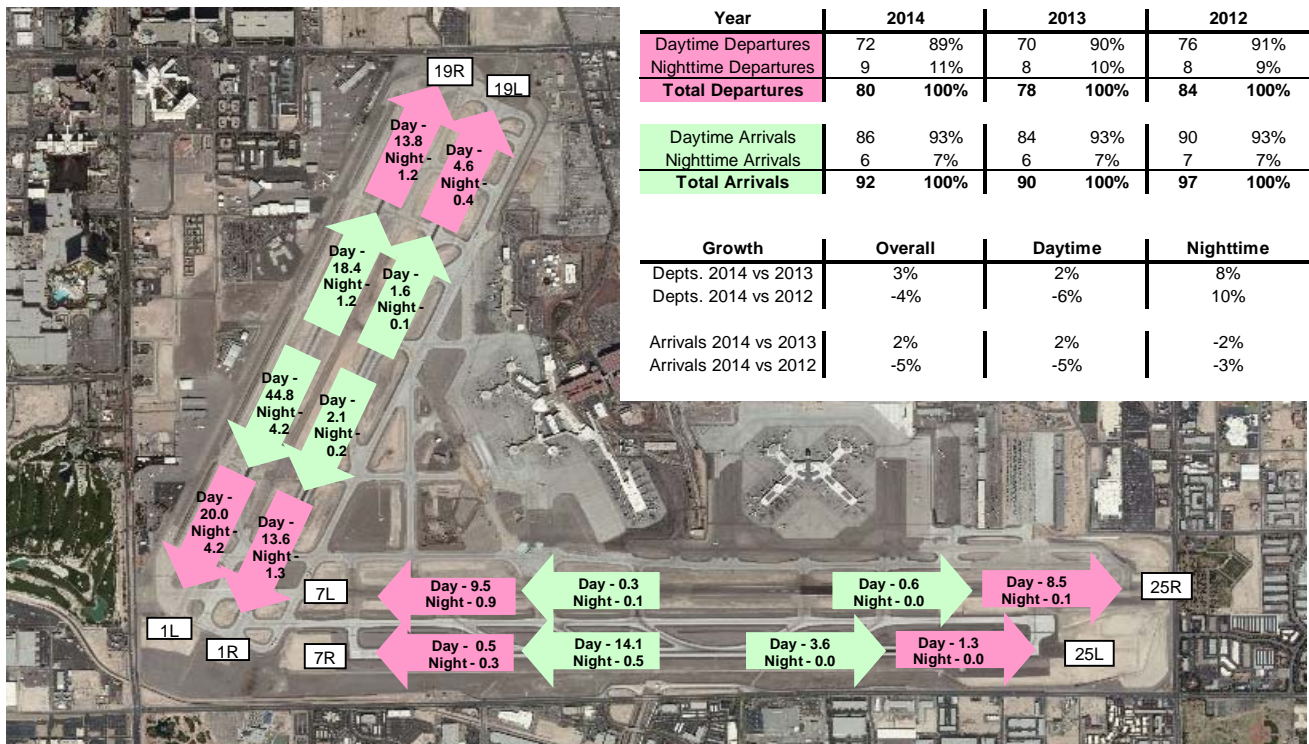 Year 2014 2013 2012
Daytime Departures 72 89% 70 90% 76 91%
Nighttime Departures 9 11% 8 10% 8 9%
Total Departures 80 100% 78 100% 84 100%
Daytime Arrivals 86 93% 84 93% 90 93%
Nighttime Arrivals 6 7% 6 7% 7 7%
Total Arrivals 92 100% 90 100% 97 100%
Growth Overall Daytime Nighttime
Depts. 2014 vs 2013 3% 2% 8%
Depts. 2014 vs 2012 -4% -6% 10%
Arrivals 2014 vs 2013 2% 2% -2%
Arrivals 2014 vs 2012 -5% -5% -3%
19R
19L
Day -
13.8
Night -
1.2
Day -
4.6
Night -
0.4
Day -
18.4
Night -
1.2
Day -
1.6
Night -
0.1
Day -
44.8
Night -
4.2
Day -
2.1
Night -
0.2
Day -
20.0
Night -
4.2
Day -
13.6
Night -
1.3
1L
1R
7L
7R
Day - 9.5
Night - 0.9
Day - 0.3
Night - 0.1
Day - 0.6
Night - 0.0
Day - 8.5
Night - 0.1
25R
Day - 0.5
Night - 0.3
Day - 14.1
Night - 0.5
Day - 3.6
Night - 0.0
Day - 1.3
Night - 0.0
25L